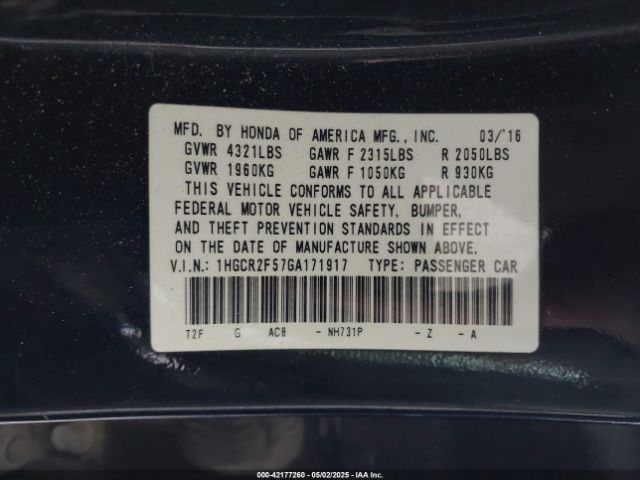 MFD. BY HONDA OF AMERICA MFG., INC. 03/'16
GVWR 4321LBS GAWR F 2315LBS R 2050LBS
GVWR 1960KG GAWR F 1050KG R 930KG
THIS VEHICLE CONFORMS TO ALL APPLICABLE
FEDERAL MOTOR VEHICLE SAFETY, BUMPER,
AND THEFT PREVENTION STANDARDS IN EFFECT
ON THE DATE OF MANUFACTURE SHOWN ABOVE.
V.I.N.: 1HGCR2F57GA171917 TYPE: PASSENGER CAR
T2F G AC8 - NH731P - Z - A
000-42177260 - 05/02/2025 - IAA Inc.